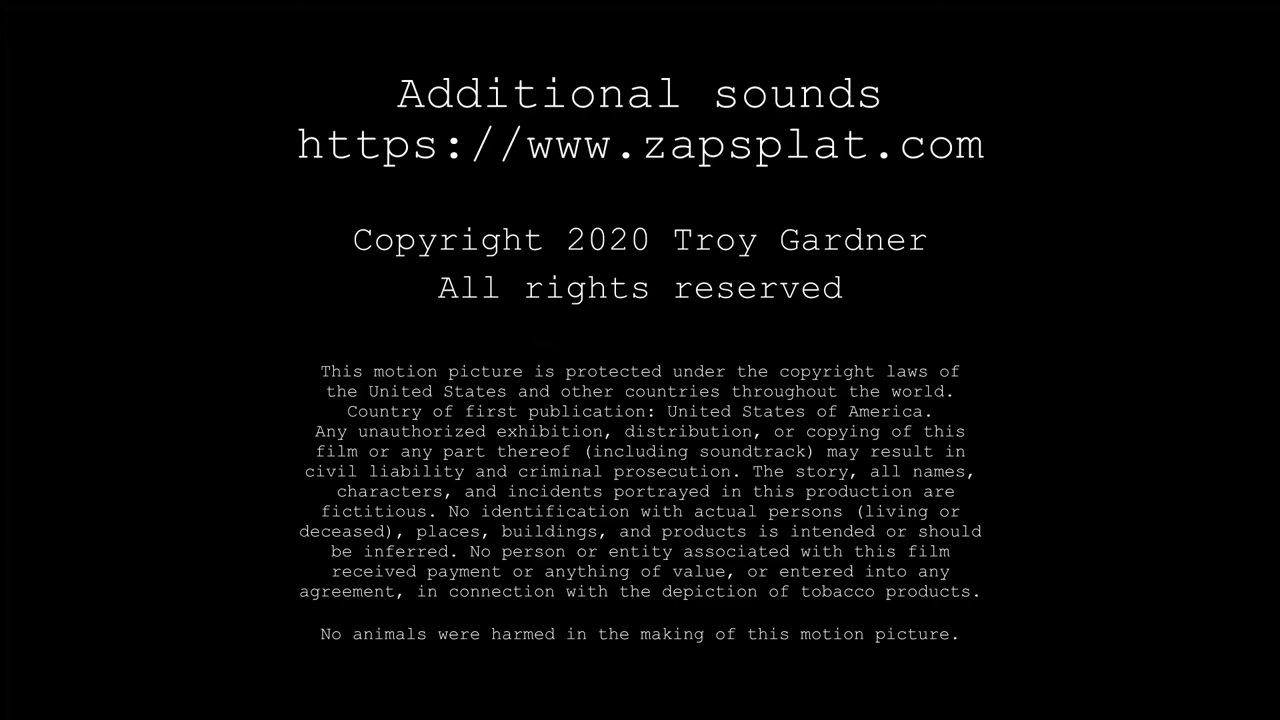 Additional sounds
https://www.zapsplat.com
Copyright 2020 Troy Gardner
All rights reserved
This motion picture is protected under the copyright laws of
the United States and other countries throughout the world.
Country of first publication: United States of America.
Any unauthorized exhibition, distribution, or copying of this
film or any part thereof (including soundtrack) may result in
civil liability and criminal prosecution. The story, all names,
characters, and incidents portrayed in this production are
fictitious. No identification with actual persons (living or
deceased), places, buildings, and products is intended or should
be inferred. No person or entity associated with this film
received payment or anything of value, or entered into any
agreement, in connection with the depiction of tobacco products.
No animals were harmed in the making of this motion picture.